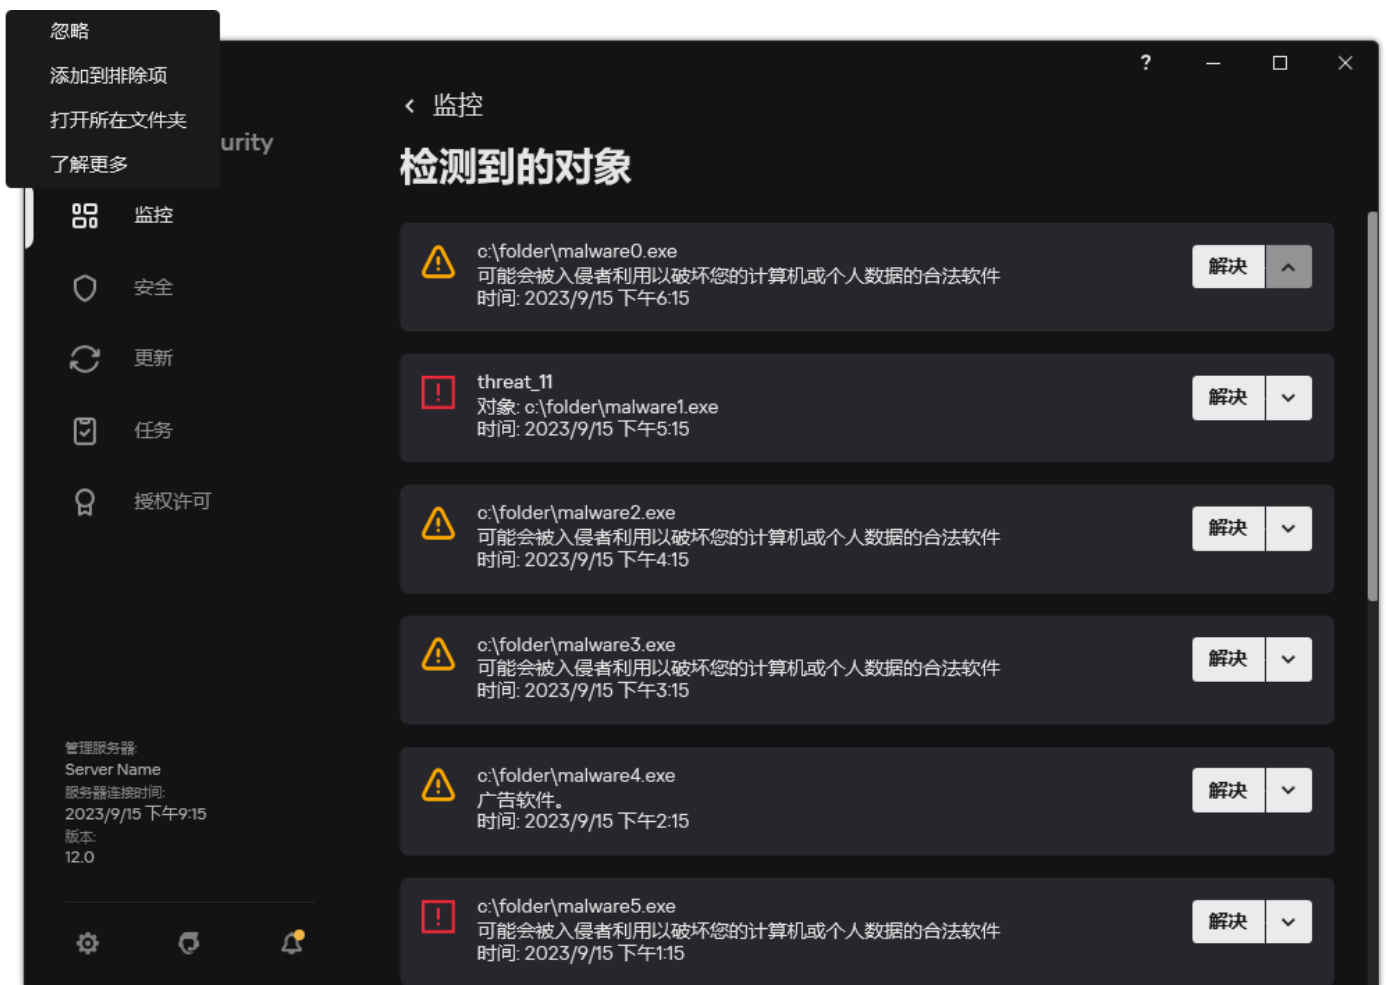 忽略
添加到排除项
打开所在文件夹
了解更多
urity
监控
安全
更新
任务
授权许可
管理服务器:
Server Name
服务器连接时间:
2023/9/15 下午9:15
版本:
12.0
?
监控
检测到的对象
c:\folder\malware0.exe
可能会被入侵者利用以破坏您的计算机或个人数据的合法软件
时间: 2023/9/15 下午6:15
解决
threat_11
对象: c:\folder\malware1.exe
时间: 2023/9/15 下午5:15
解决
c:\folder\malware2.exe
可能会被入侵者利用以破坏您的计算机或个人数据的合法软件
时间: 2023/9/15 下午4:15
解决
c:\folder\malware3.exe
可能会被入侵者利用以破坏您的计算机或个人数据的合法软件
时间: 2023/9/15 下午3:15
解决
c:\folder\malware4.exe
广告软件。
时间: 2023/9/15 下午2:15
解决
c:\folder\malware5.exe
可能会被入侵者利用以破坏您的计算机或个人数据的合法软件
时间: 2023/9/15 下午1:15
解决